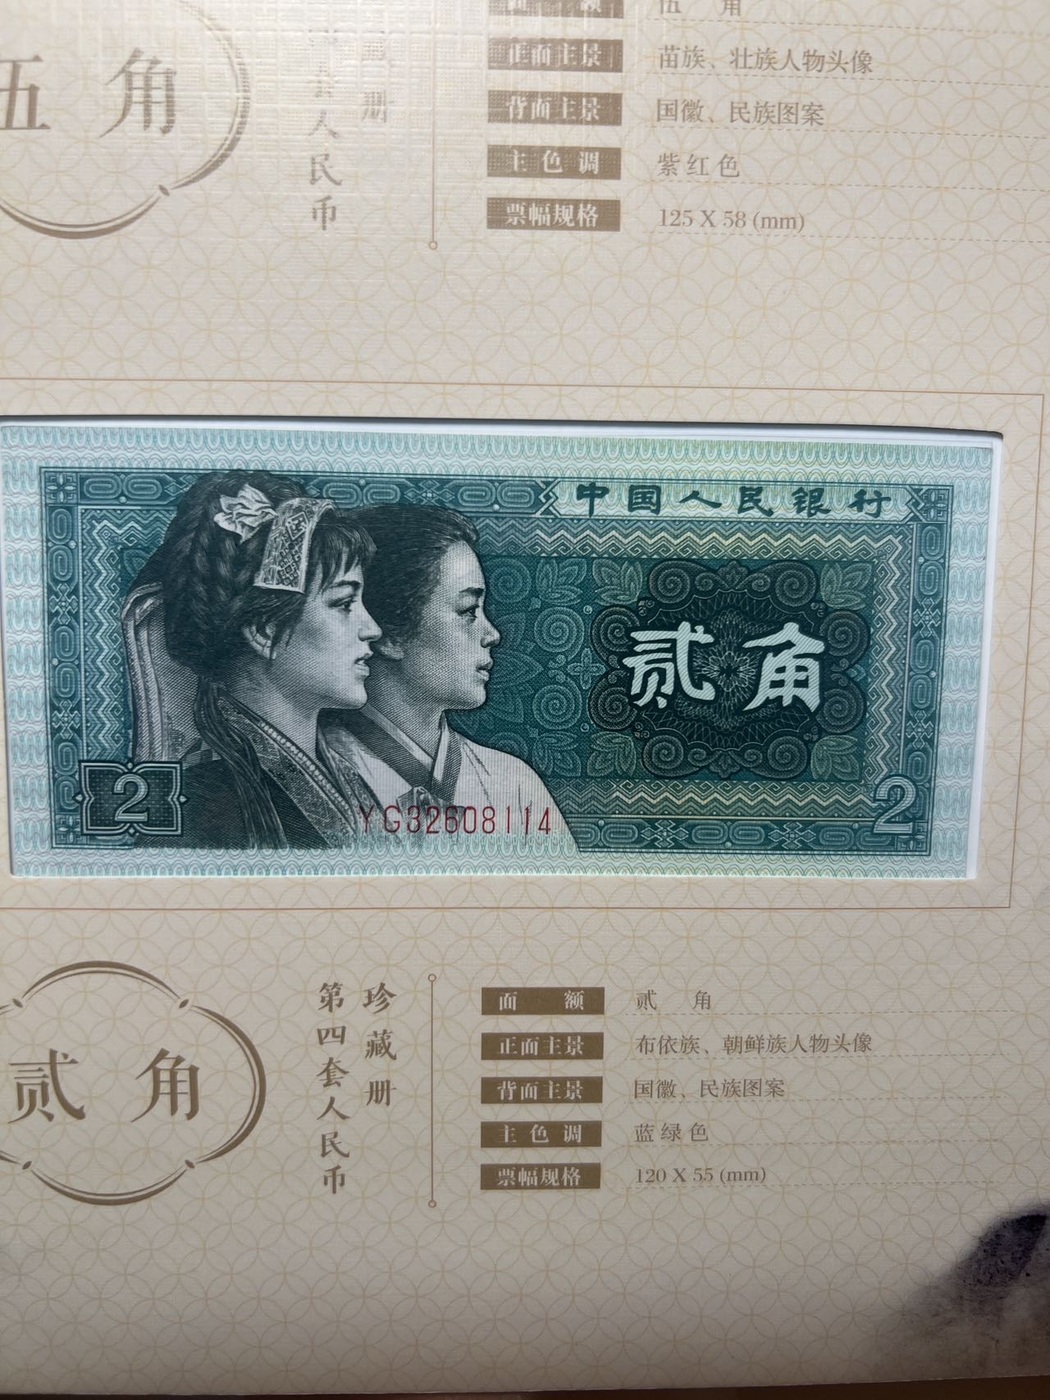 伍角
人民币
册
伍 角
正面主景 苗族、壮族人物头像
背面主景 国徽、民族图案
主色调 紫红色
票幅规格 125 X 58 (mm)
中国人民银行
贰角
2
2
YG32608114
贰角
第四套人民币
珍藏册
面额 贰角
正面主景 布依族、朝鲜族人物头像
背面主景 国徽、民族图案
主色调 蓝绿色
票幅规格 120 X 55 (mm)